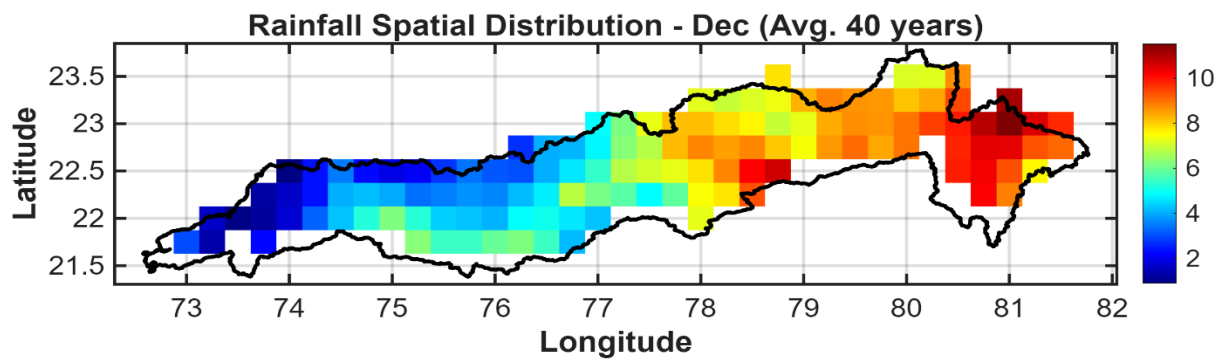 Rainfall Spatial Distribution - Dec (Avg. 40 years)
23.5
23
22.5
22
21.5
Latitude
73 74 75 76 77 78 79 80 81 82
Longitude
10
8
6
4
2